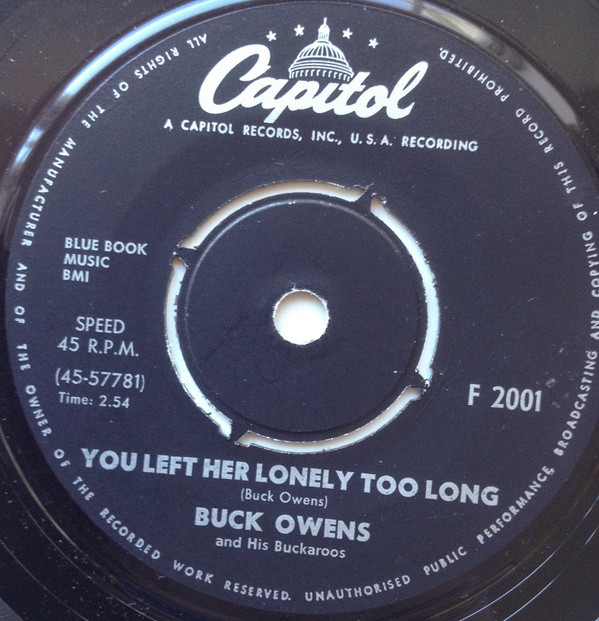 Capitol
A CAPITOL RECORDS, INC., U.S.A. RECORDING
BLUE BOOK
MUSIC
BMI
SPEED
45 R.P.M.
(45-57781)
Time: 2.54
F 2001
YOU LEFT HER LONELY TOO LONG
(Buck Owens)
BUCK OWENS
and His Buckaroos
ALL RIGHTS OF THE MANUFACTURER AND OF THE OWNER OF THE RECORDED WORK RESERVED. UNAUTHORISED PUBLIC PERFORMANCE, BROADCASTING AND COPYING OF THIS RECORD PROHIBITED.